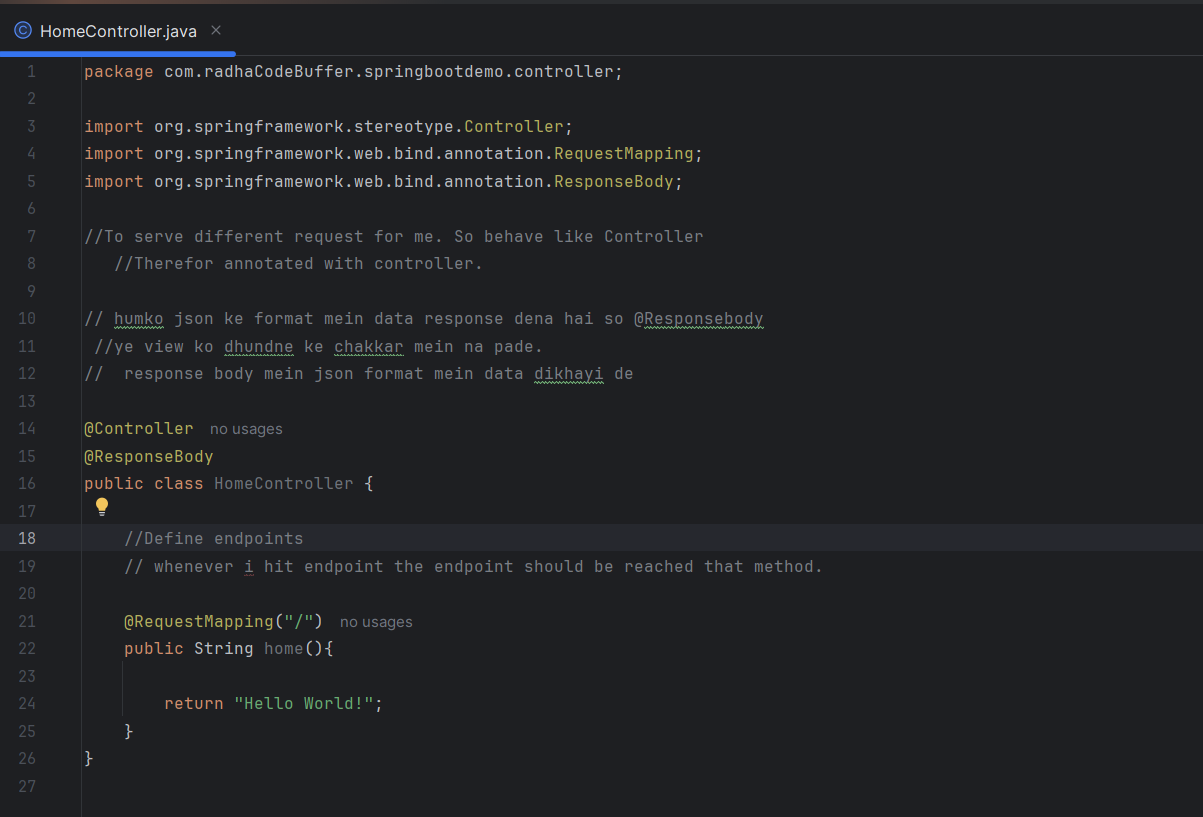 HomeController.java
1 package com.radhaCodeBuffer.springbootdemo.controller;
2
3 import org.springframework.stereotype.Controller;
4 import org.springframework.web.bind.annotation.RequestMapping;
5 import org.springframework.web.bind.annotation.ResponseBody;
6
7 //To serve different request for me. So behave like Controller
8 //Therefor annotated with controller.
9
10 // humko json ke format mein data response dena hai so @Responsebody
11 //ye view ko dhundne ke chakkar mein na pade.
12 //  response body mein json format mein data dikhayi de
13
14 @Controller no usages
15 @ResponseBody
16 public class HomeController {
17
18 //Define endpoints
19 // whenever i hit endpoint the endpoint should be reached that method.
20
21 @RequestMapping("/") no usages
22 public String home(){
23
24 return "Hello World!";
25 }
26 }
27